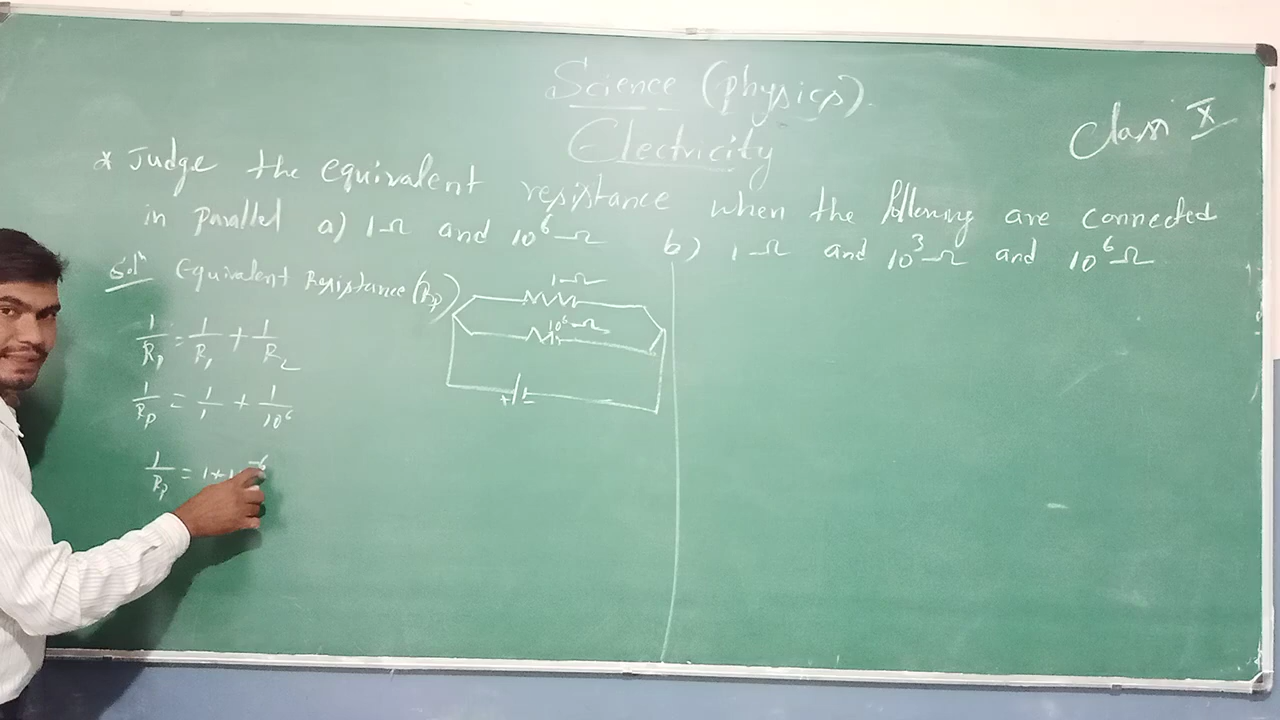 Science (physics).
Electricity
Class X
* Judge the equivalent resistance when the following are connected
in parallel a) 1Ω and 10⁶Ω b) 1Ω and 10³Ω and 10⁶Ω
Solⁿ Equivalent Resistance (Rp)
1Ω
10⁶Ω
+ −
1/Rp = 1/R₁ + 1/R₂
1/Rp = 1/1 + 1/10⁶
1/Rp = 1+1